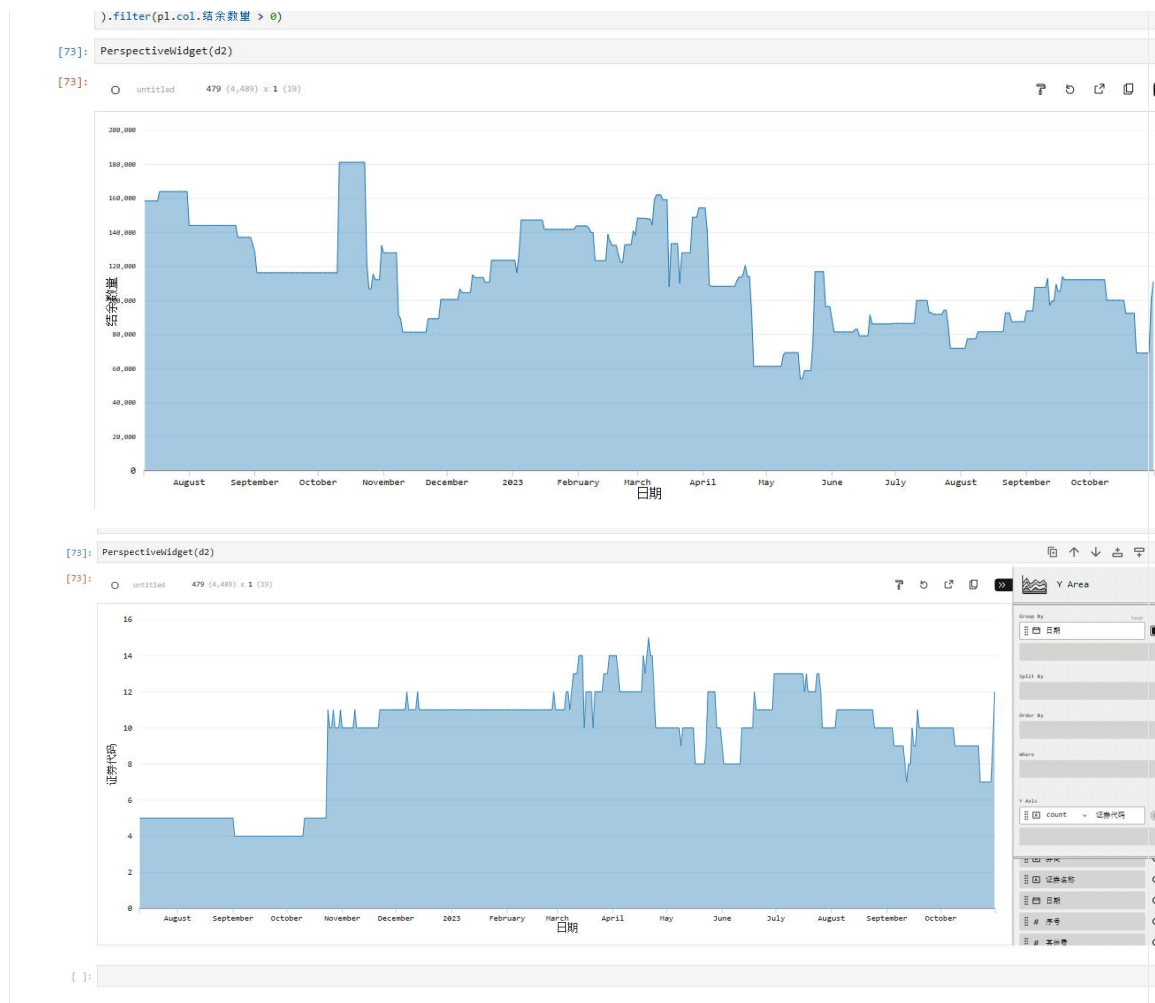 ).filter(pl.col.结余数量 > 0)
[73]: PerspectiveWidget(d2)
[73]:
untitled 479 (4,489) x 1 (19)
200,000
180,000
160,000
140,000
120,000
80,000
60,000
40,000
20,000
0
结余数量
August September October November December 2023 February March April May June July August September October
日期
[73]: PerspectiveWidget(d2)
[73]:
untitled 479 (4,489) x 1 (19)
16
14
12
10
8
6
4
2
0
证券代码
August September October November December 2023 February March April May June July August September October
日期
Y Area
Group By
日期
Split By
Order By
Where
Y Axis
count 证券代码
证券名称
日期
# 序号
# 其他费
[ ]: